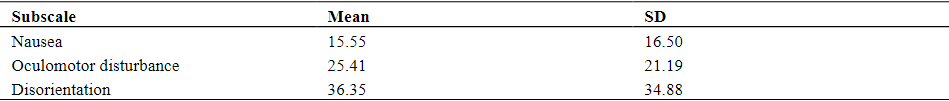 Subscale Mean SD
Nausea 15.55 16.50
Oculomotor disturbance 25.41 21.19
Disorientation 36.35 34.88